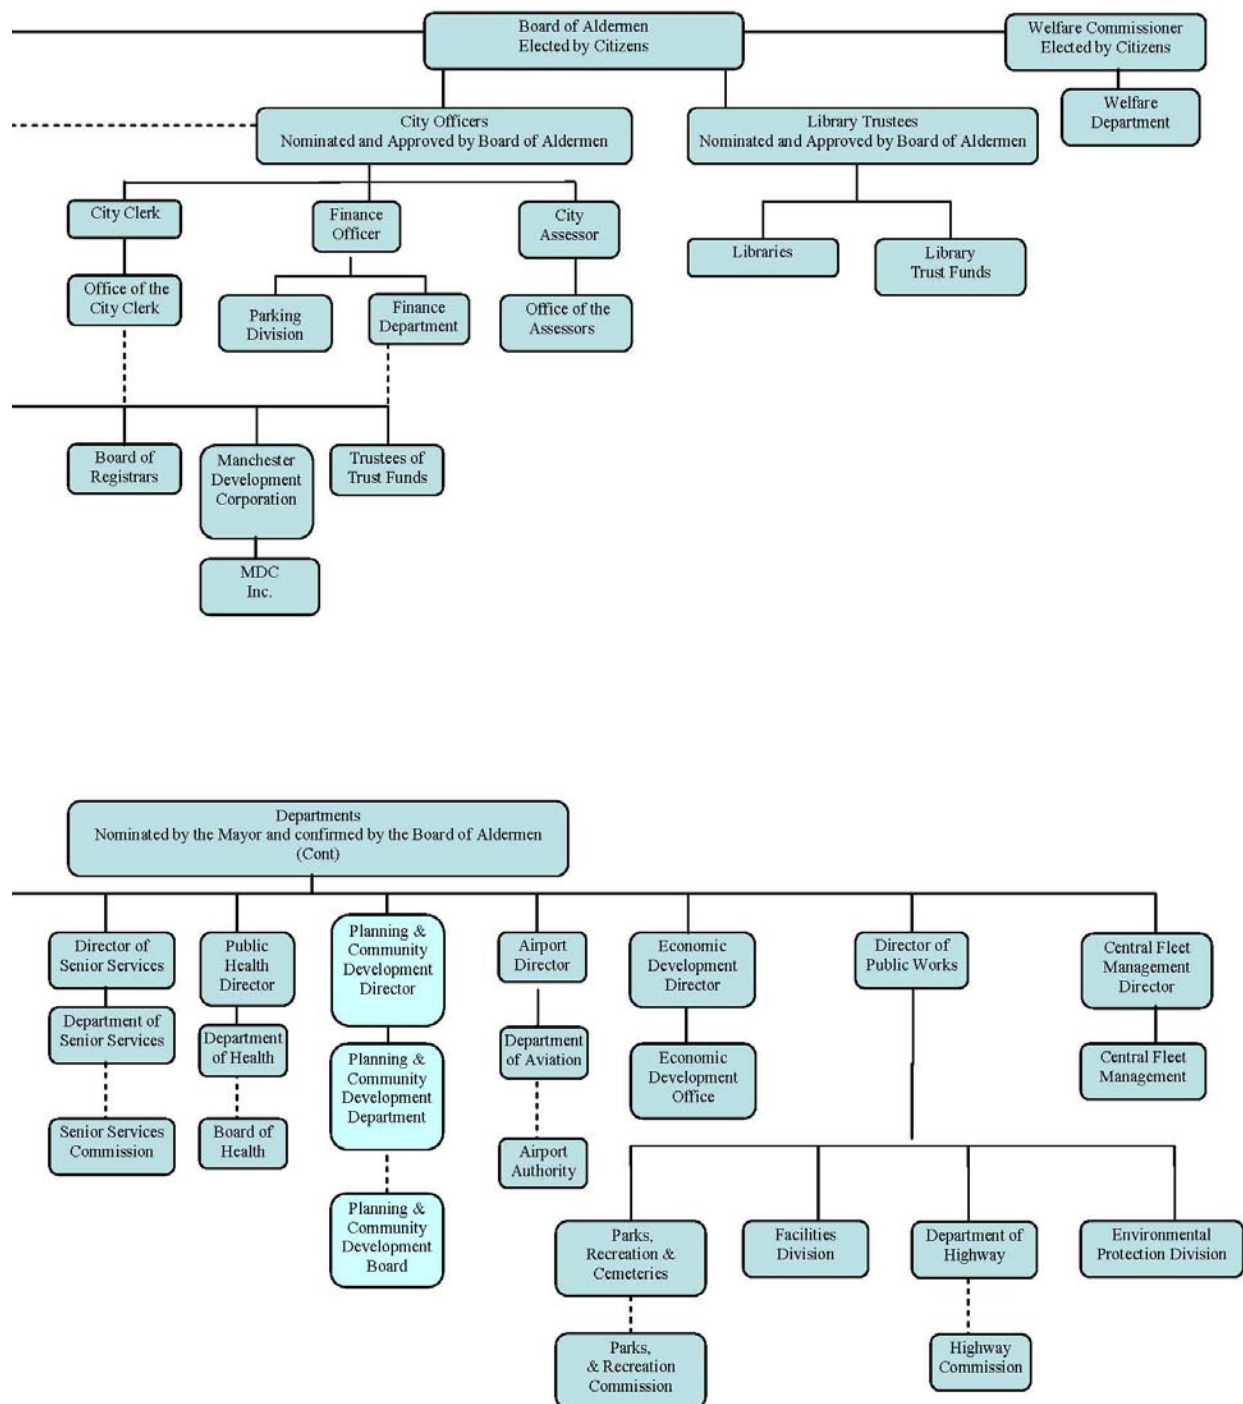 Board of Aldermen
Elected by Citizens
Welfare Commissioner
Elected by Citizens
Welfare
Department
City Officers
Nominated and Approved by Board of Aldermen
Library Trustees
Nominated and Approved by Board of Aldermen
City Clerk
Finance
Officer
City
Assessor
Libraries
Library
Trust Funds
Office of the
City Clerk
Parking
Division
Finance
Department
Office of the
Assessors
Board of
Registrars
Manchester
Development
Corporation
Trustees of
Trust Funds
MDC
Inc.
Departments
Nominated by the Mayor and confirmed by the Board of Aldermen
(Cont)
Director of
Senior Services
Public
Health
Director
Planning &
Community
Development
Director
Airport
Director
Economic
Development
Director
Director of
Public Works
Central Fleet
Management
Director
Department of
Senior Services
Department
of Health
Planning &
Community
Development
Department
Department
of Aviation
Economic
Development
Office
Central Fleet
Management
Senior Services
Commission
Board of
Health
Planning &
Community
Development
Board
Airport
Authority
Parks,
Recreation &
Cemeteries
Facilities
Division
Department of
Highway
Environmental
Protection Division
Parks,
& Recreation
Commission
Highway
Commission